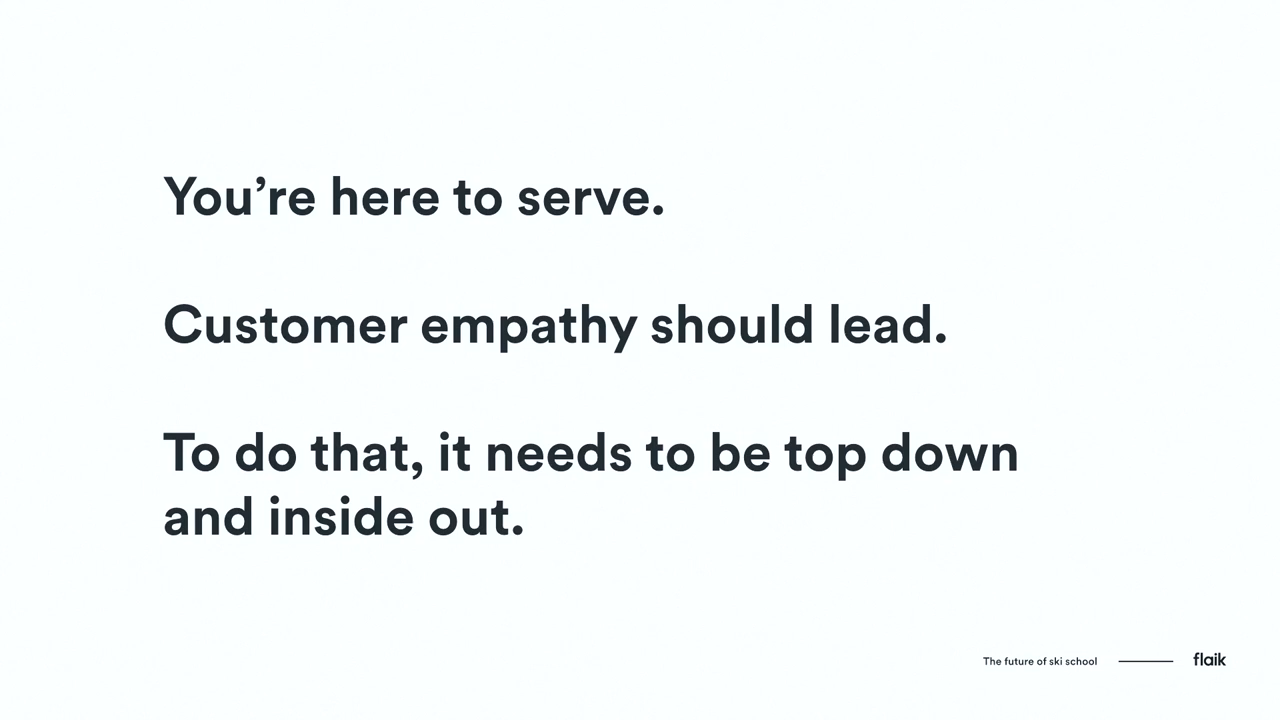 You’re here to serve.
Customer empathy should lead.
To do that, it needs to be top down
and inside out.
The future of ski school
flaik